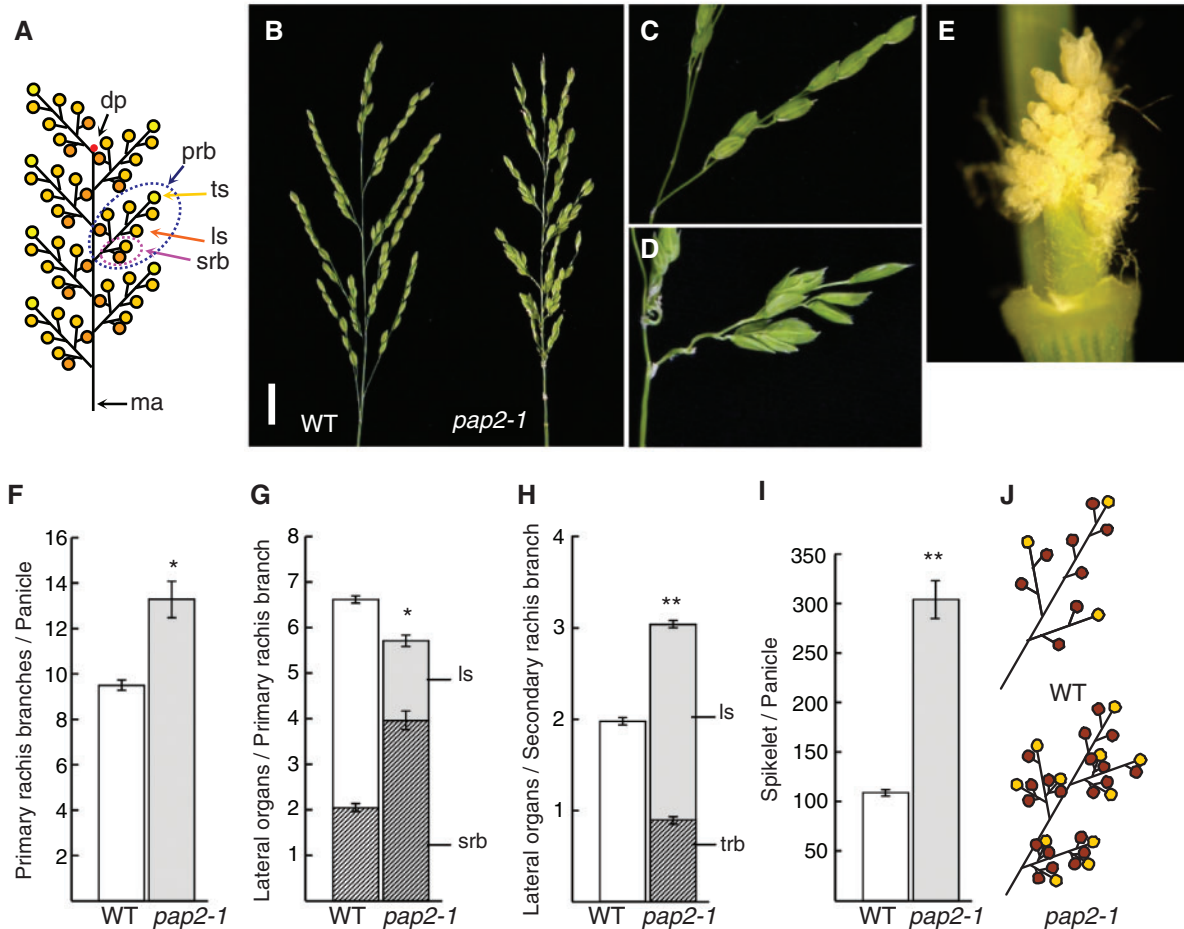 A
dp
prb
ts
ls
srb
ma
B
WT
pap2-1
C
D
E
F
Primary rachis branches / Panicle
16
14
12
10
8
6
4
2
*
WT
pap2-1
G
Lateral organs / Primary rachis branch
8
7
6
5
4
3
2
1
*
ls
srb
WT
pap2-1
H
Lateral organs / Secondary rachis branch
4
3
2
1
**
ls
trb
WT
pap2-1
I
Spikelet / Panicle
350
300
250
200
150
100
50
**
WT
pap2-1
J
WT
pap2-1